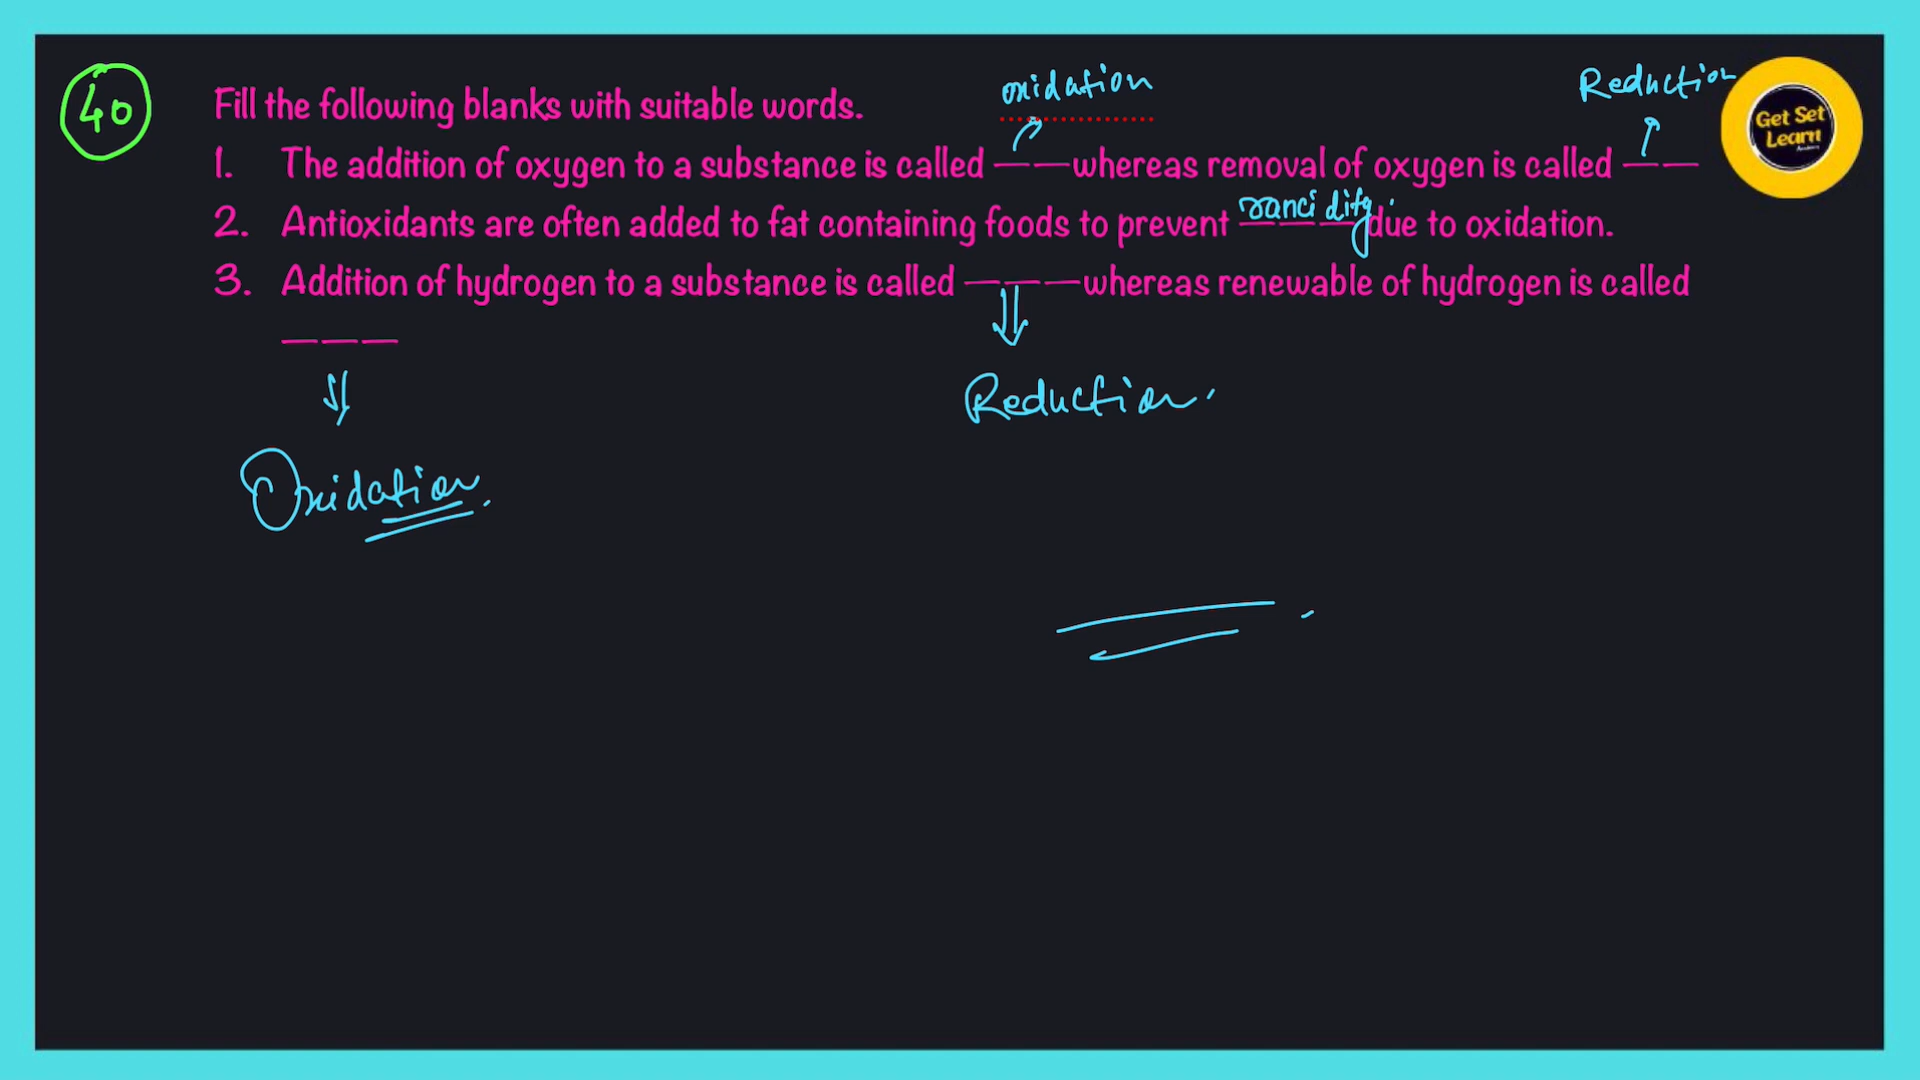 40
Fill the following blanks with suitable words.
oxidation
Reduction
Get Set
Learn
Academy
1. The addition of oxygen to a substance is called — —whereas removal of oxygen is called — —
2. Antioxidants are often added to fat containing foods to prevent — — — due to oxidation.
rancidity.
3. Addition of hydrogen to a substance is called — — —whereas renewable of hydrogen is called
— — —
Reduction.
Oxidation.